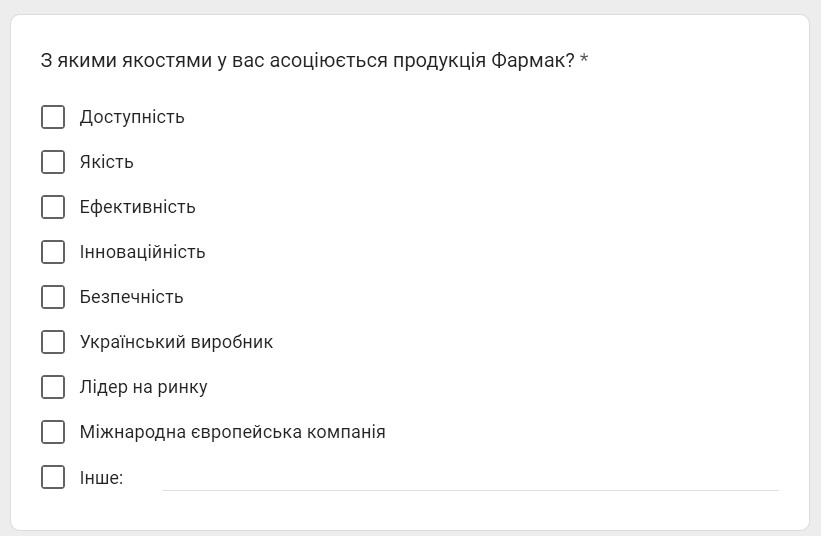 З якими якостями у вас асоціюється продукція Фармак? *
Доступність
Якість
Ефективність
Інноваційність
Безпечність
Український виробник
Лідер на ринку
Міжнародна європейська компанія
Інше: